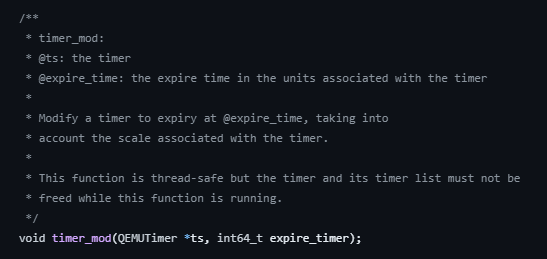 /**
 * timer_mod:
 * @ts: the timer
 * @expire_time: the expire time in the units associated with the timer
 *
 * Modify a timer to expiry at @expire_time, taking into
 * account the scale associated with the timer.
 *
 * This function is thread-safe but the timer and its timer list must not be
 * freed while this function is running.
 */
void timer_mod(QEMUTimer *ts, int64_t expire_timer);